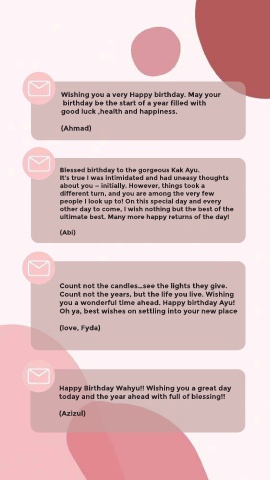 Wishing you a very Happy birthday. May your
birthday be the start of a year filled with
good luck ,health and happiness.
(Ahmad)
Blessed birthday to the gorgeous Kak Ayu.
It's true I was intimidated and had uneasy thoughts
about you – initially. However, things took a
different turn, and you are among the very few
people I look up to! On this special day and every
other day to come, I wish nothing but the best of the
ultimate best. Many more happy returns of the day!
(Abi)
Count not the candles...see the lights they give.
Count not the years, but the life you live. Wishing
you a wonderful time ahead. Happy birthday Ayu!
Oh ya, best wishes on settling into your new place
(love, Fyda)
Happy Birthday Wahyu!! Wishing you a great day
today and the year ahead with full of blessing!!
(Azizul)